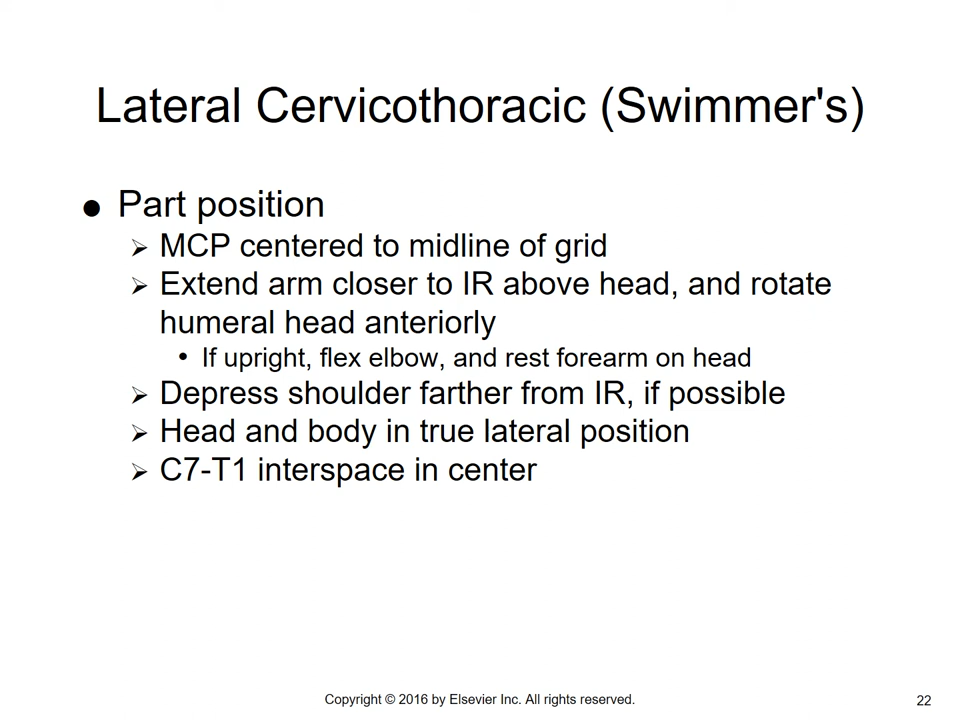 Lateral Cervicothoracic (Swimmer's)
● Part position
➢ MCP centered to midline of grid
➢ Extend arm closer to IR above head, and rotate
humeral head anteriorly
• If upright, flex elbow, and rest forearm on head
➢ Depress shoulder farther from IR, if possible
➢ Head and body in true lateral position
➢ C7-T1 interspace in center
Copyright © 2016 by Elsevier Inc. All rights reserved.
22